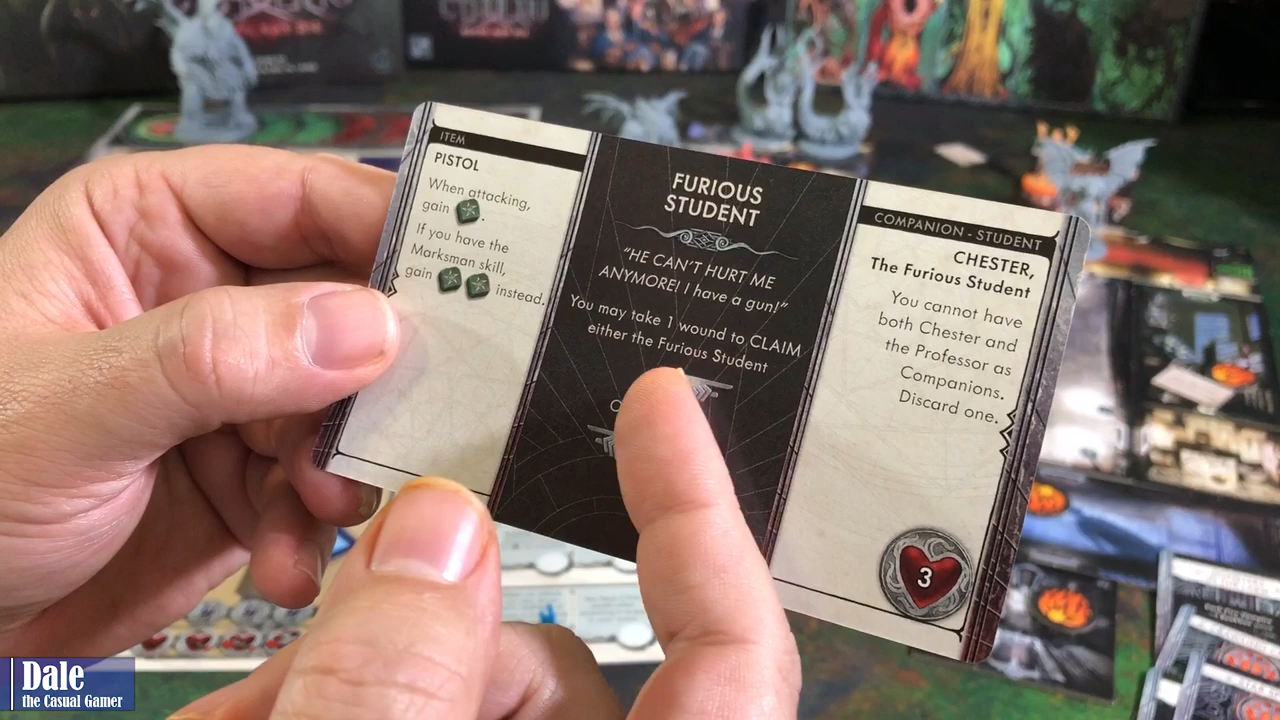 ITEM
PISTOL
When attacking,
gain .
If you have the
Marksman skill,
gain instead.
FURIOUS
STUDENT
"HE CAN'T HURT ME
ANYMORE! I have a gun!"
You may take 1 wound to CLAIM
either the Furious Student
COMPANION - STUDENT
CHESTER,
The Furious Student
You cannot have
both Chester and
the Professor as
Companions.
Discard one.
3
Dale
the Casual Gamer